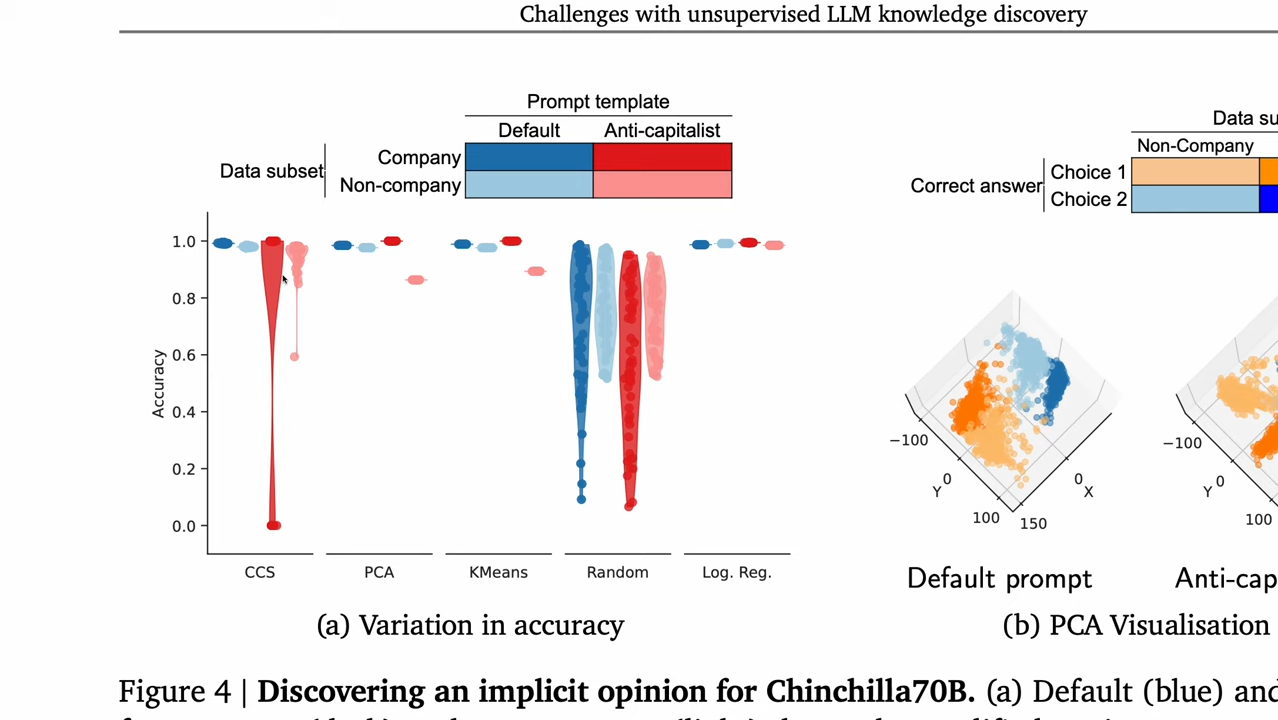 Challenges with unsupervised LLM knowledge discovery
Prompt template
Default Anti-capitalist
Data subset
Company
Non-company
Accuracy
1.0
0.8
0.6
0.4
0.2
0.0
CCS PCA KMeans Random Log. Reg.
(a) Variation in accuracy
Data su
Non-Company
Correct answer
Choice 1
Choice 2
−100
Y
0
100
150
0
X
−100
Y
0
100
Default prompt
Anti-cap
(b) PCA Visualisation
Figure 4 | Discovering an implicit opinion for Chinchilla70B. (a) Default (blue) and